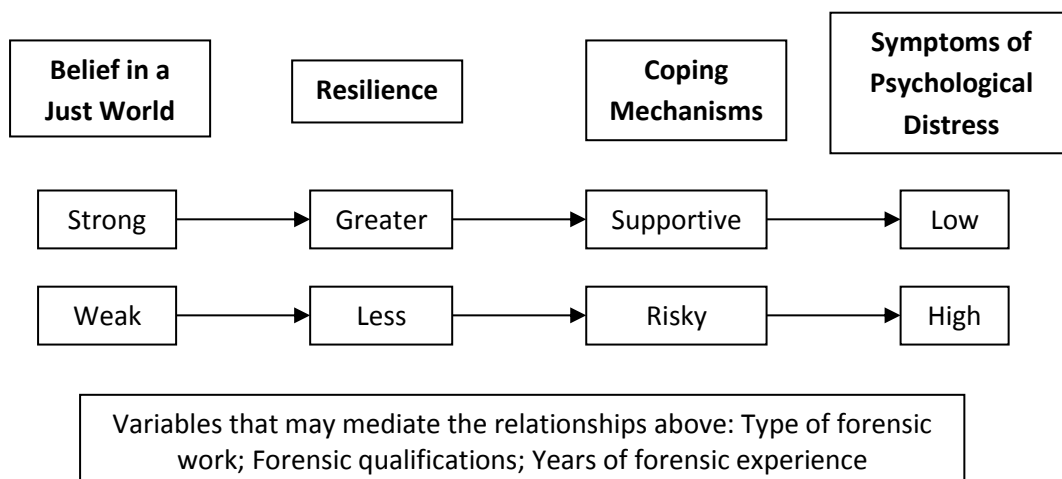 Belief in a
Just World
Resilience
Coping
Mechanisms
Symptoms of
Psychological
Distress
Strong
Greater
Supportive
Low
Weak
Less
Risky
High
Variables that may mediate the relationships above: Type of forensic
work; Forensic qualifications; Years of forensic experience